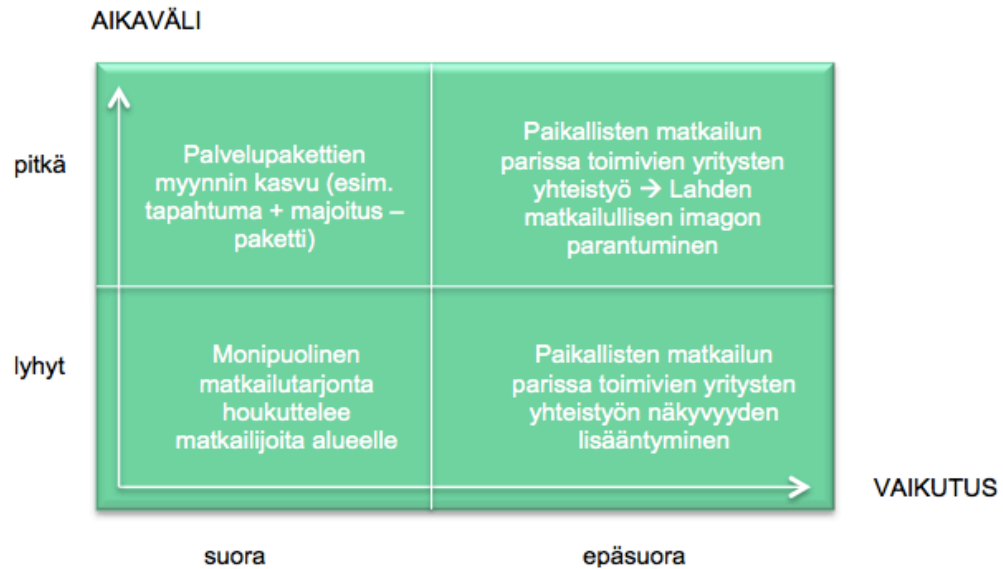 AIKAVÄLI
pitkä
Palvelupakettien
myynnin kasvu (esim.
tapahtuma + majoitus –
paketti)
Paikallisten matkailun
parissa toimivien yritysten
yhteistyö → Lahden
matkailullisen imagon
parantuminen
lyhyt
Monipuolinen
matkailutarjonta
houkuttelee
matkailijoita alueelle
Paikallisten matkailun
parissa toimivien yritysten
yhteistyön näkyvyyden
lisääntyminen
VAIKUTUS
suora
epäsuora